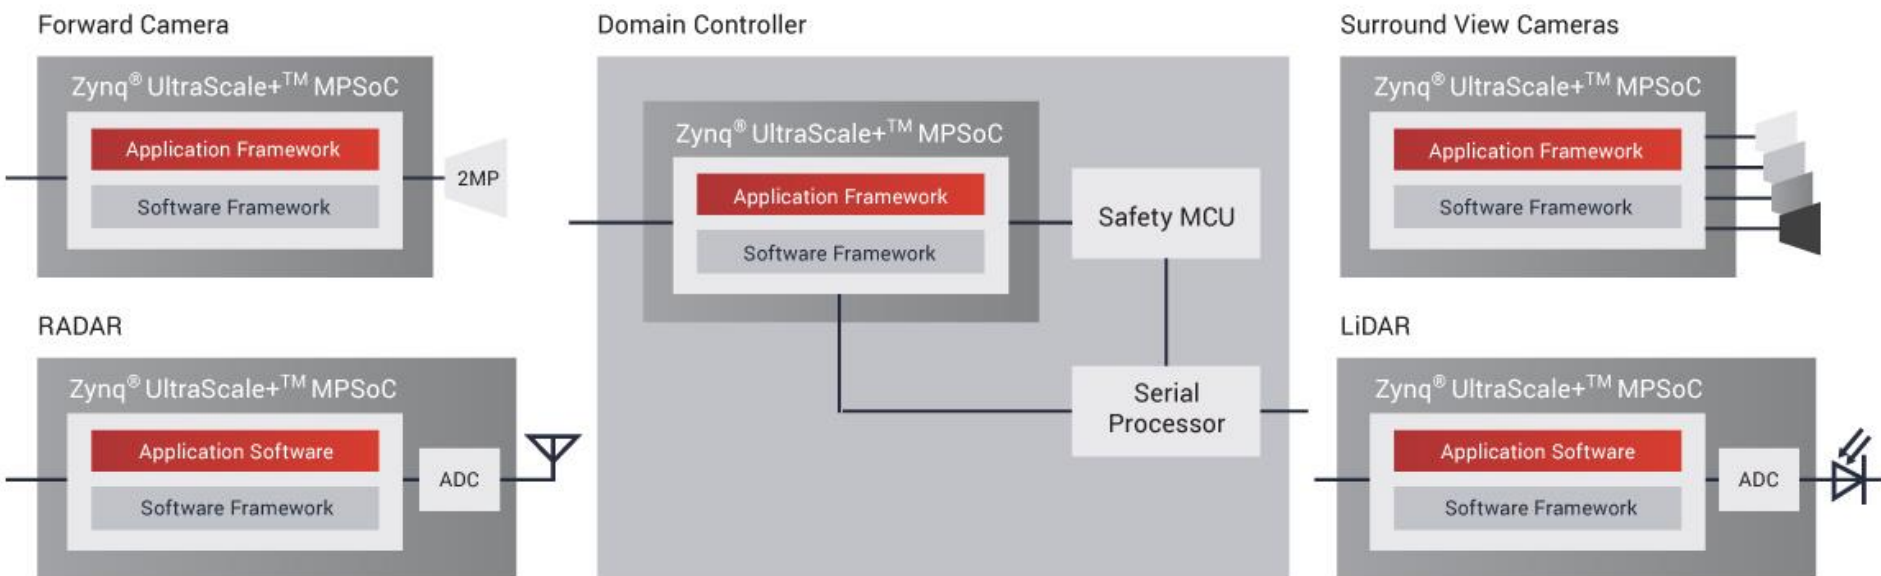 Forward Camera
Zynq® UltraScale+™ MPSoC
Application Framework
Software Framework
2MP
RADAR
Zynq® UltraScale+™ MPSoC
Application Software
Software Framework
ADC
Domain Controller
Zynq® UltraScale+™ MPSoC
Application Framework
Software Framework
Safety MCU
Serial
Processor
Surround View Cameras
Zynq® UltraScale+™ MPSoC
Application Framework
Software Framework
LiDAR
Zynq® UltraScale+™ MPSoC
Application Software
Software Framework
ADC